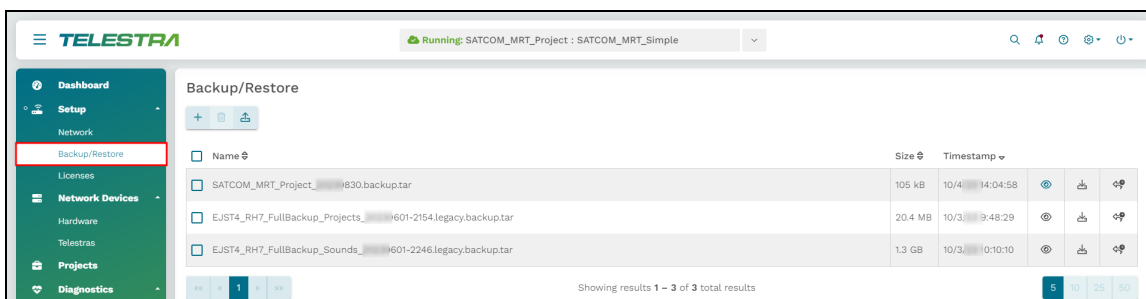 TELESTRA
Running: SATCOM_MRT_Project : SATCOM_MRT_Simple
Dashboard
Setup
Network
Backup/Restore
Licenses
Network Devices
Hardware
Telestras
Projects
Diagnostics
Backup/Restore
Name Size Timestamp
SATCOM_MRT_Project_ 830.backup.tar 105 kB 10/4 14:04:58
EJST4_RH7_FullBackup_Projects_ 601-2154.legacy.backup.tar 20.4 MB 10/3/ 9:48:29
EJST4_RH7_FullBackup_Sounds_ 601-2246.legacy.backup.tar 1.3 GB 10/3/ 0:10:10
1 Showing results 1 – 3 of 3 total results 5 10 25 50